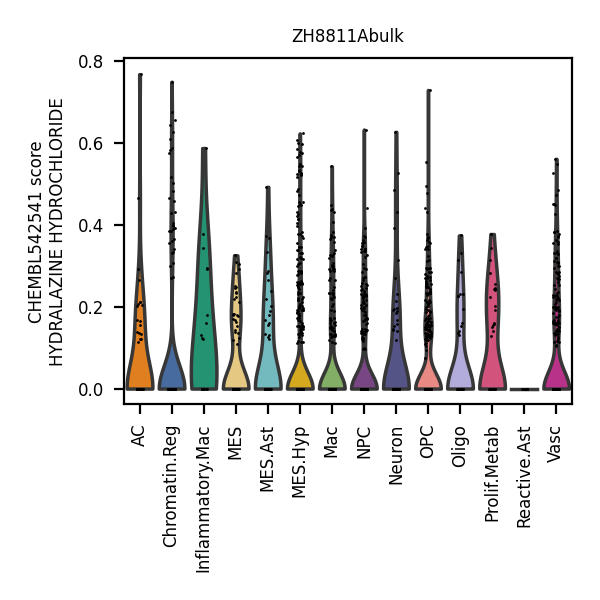 ZH8811Abulk
CHEMBL542541 score
HYDRALAZINE HYDROCHLORIDE
0.8
0.6
0.4
0.2
0.0
AC
Chromatin.Reg
Inflammatory.Mac
MES
MES.Ast
MES.Hyp
Mac
NPC
Neuron
OPC
Oligo
Prolif.Metab
Reactive.Ast
Vasc